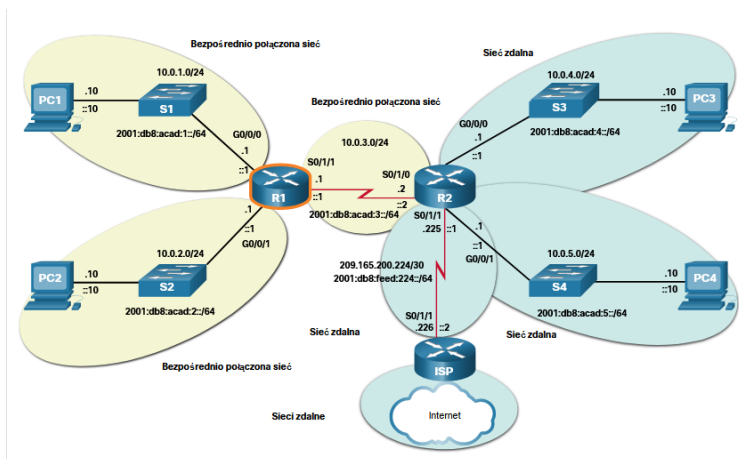 Bezpośrednio połączona sieć
Sieć zdalna
10.0.1.0/24
10.0.4.0/24
PC1
.10
::10
S1
S3
.10
::10
PC3
Bezpośrednio połączona sieć
2001:db8:acad:1::/64
G0/0/0
G0/0/0
2001:db8:acad:4::/64
10.0.3.0/24
.1
::1
.1
::1
S0/1/1
S0/1/0
R1
.1
::1
.2
::2
R2
2001:db8:acad:3::/64
.1
::1
G0/0/1
S0/1/1
.225
::1
.1
::1
G0/0/1
10.0.2.0/24
10.0.5.0/24
PC2
.10
::10
S2
209.165.200.224/30
2001:db8:feed:224::/64
S4
.10
::10
PC4
2001:db8:acad:2::/64
2001:db8:acad:5::/64
S0/1/1
.226
::2
Sieć zdalna
Sieć zdalna
Bezpośrednio połączona sieć
ISP
Sieci zdalne
Internet